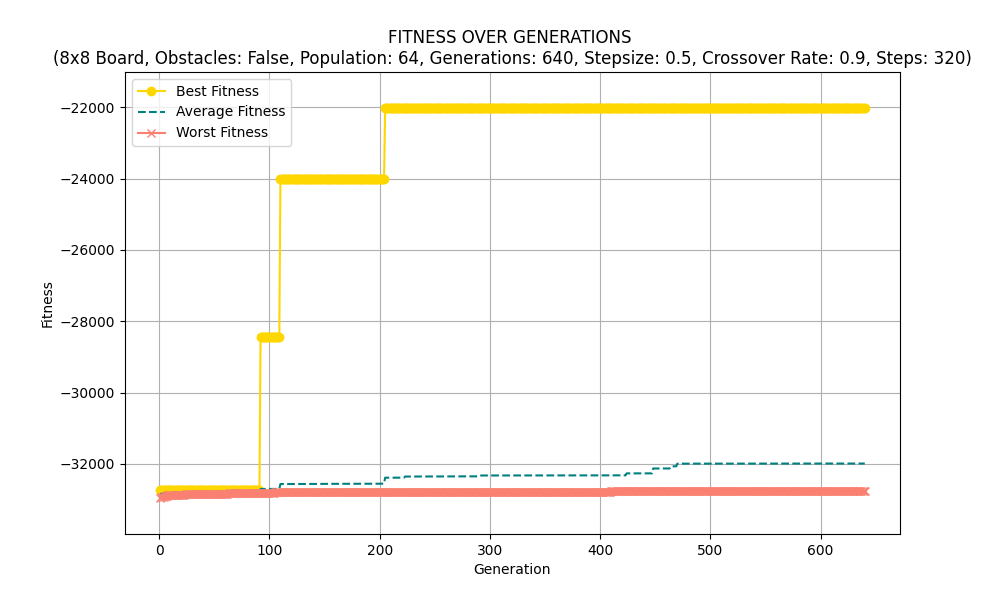 FITNESS OVER GENERATIONS
(8x8 Board, Obstacles: False, Population: 64, Generations: 640, Stepsize: 0.5, Crossover Rate: 0.9, Steps: 320)
Best Fitness
Average Fitness
Worst Fitness
−22000
−24000
−26000
−28000
−30000
−32000
Fitness
0 100 200 300 400 500 600
Generation